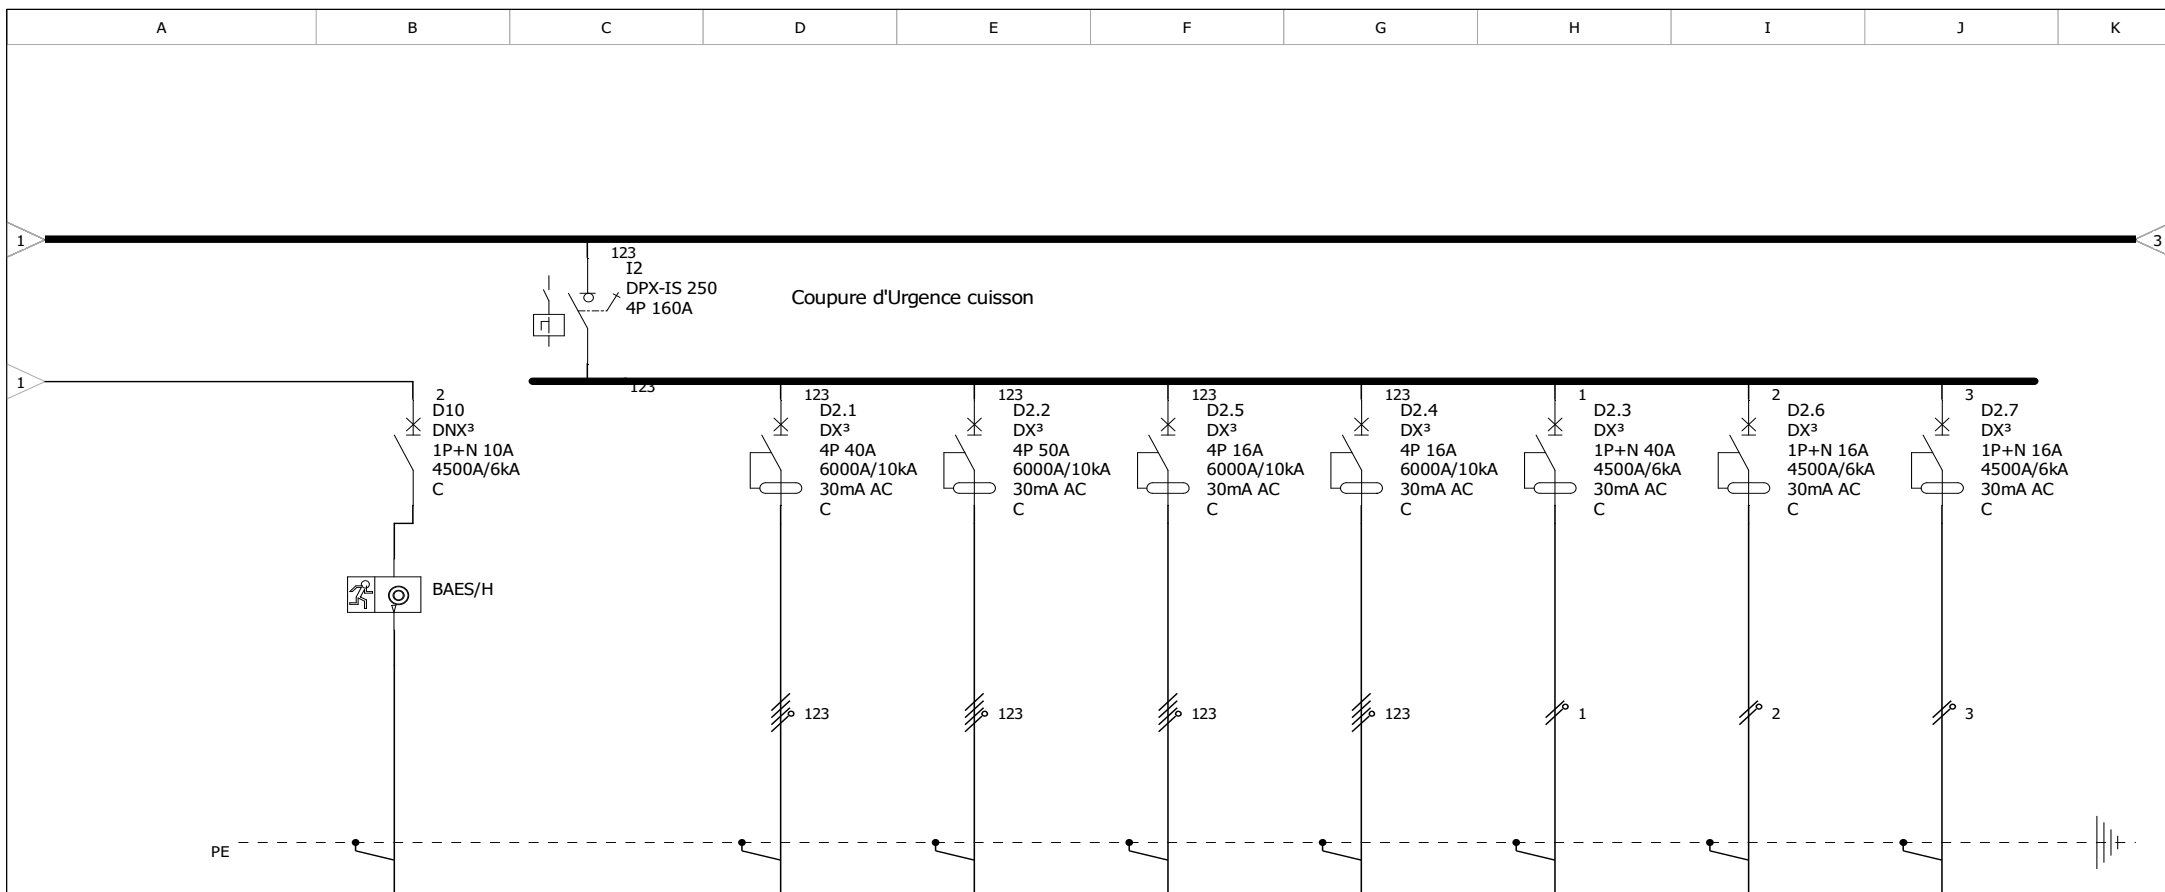 A B C D E F G H I J K
1
3
123
I2
DPX-IS 250
4P 160A
Coupure d'Urgence cuisson
1
123
2
D10
DNX³
1P+N 10A
4500A/6kA
C
123
D2.1
DX³
4P 40A
6000A/10kA
30mA AC
C
123
D2.2
DX³
4P 50A
6000A/10kA
30mA AC
C
123
D2.5
DX³
4P 16A
6000A/10kA
30mA AC
C
123
D2.4
DX³
4P 16A
6000A/10kA
30mA AC
C
1
D2.3
DX³
1P+N 40A
4500A/6kA
30mA AC
C
2
D2.6
DX³
1P+N 16A
4500A/6kA
30mA AC
C
3
D2.7
DX³
1P+N 16A
4500A/6kA
30mA AC
C
BAES/H
123 123 123 123 1 2 3
PE